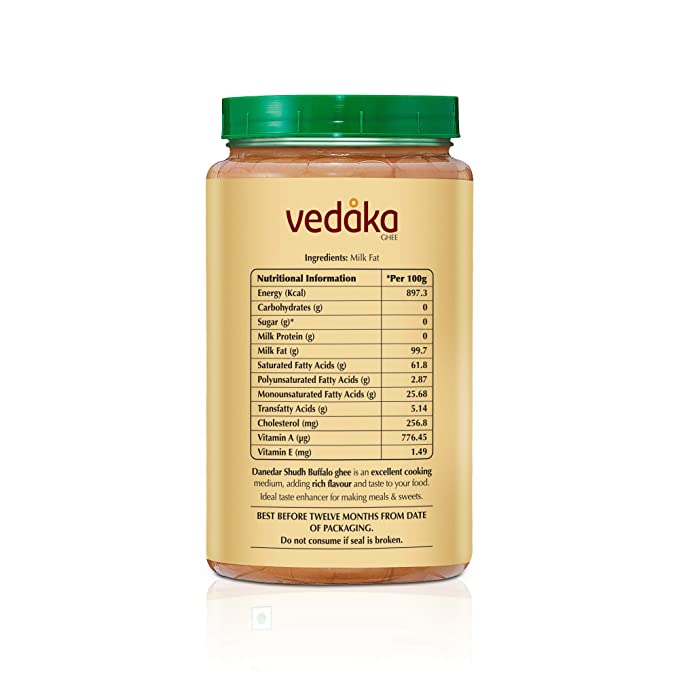 vedåka
GHEE
Ingredients: Milk Fat
Nutritional Information *Per 100g
Energy (Kcal) 897.3
Carbohydrates (g) 0
Sugar (g)* 0
Milk Protein (g) 0
Milk Fat (g) 99.7
Saturated Fatty Acids (g) 61.8
Polyunsaturated Fatty Acids (g) 2.87
Monounsaturated Fatty Acids (g) 25.68
Transfatty Acids (g) 5.14
Cholesterol (mg) 256.8
Vitamin A (µg) 776.45
Vitamin E (mg) 1.49
Danedar Shudh Buffalo ghee is an excellent cooking
medium, adding rich flavour and taste to your food.
Ideal taste enhancer for making meals & sweets.
BEST BEFORE TWELVE MONTHS FROM DATE
OF PACKAGING.
Do not consume if seal is broken.